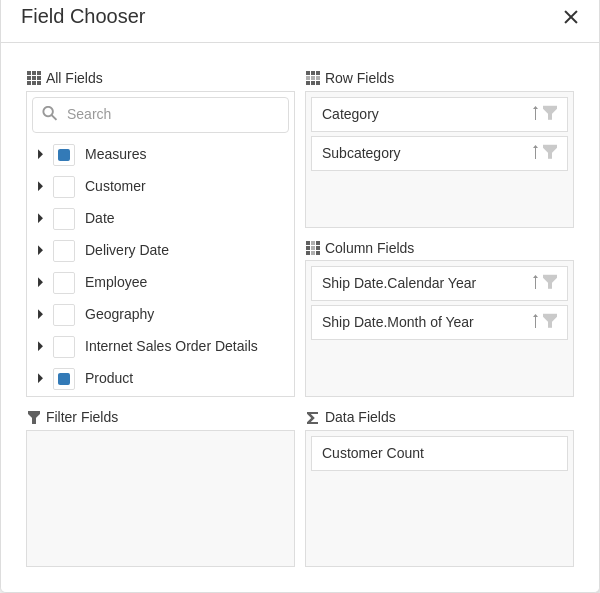 Field Chooser
All Fields
Search
Measures
Customer
Date
Delivery Date
Employee
Geography
Internet Sales Order Details
Product
Row Fields
Category
Subcategory
Column Fields
Ship Date.Calendar Year
Ship Date.Month of Year
Filter Fields
Data Fields
Customer Count